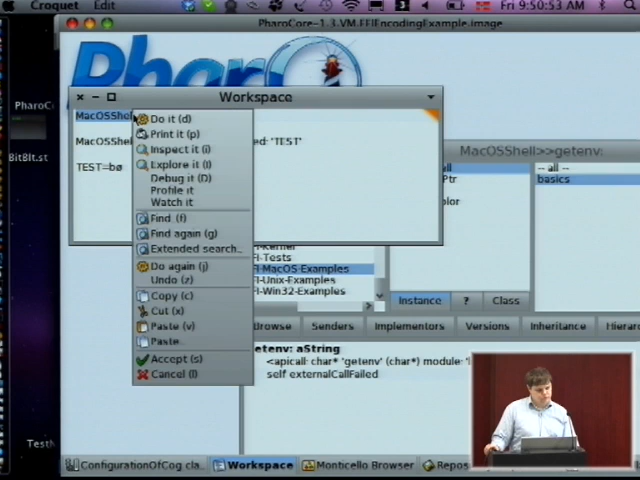 Croquet Edit
Fri 9:50:53 AM
PharoCore-1.3.VM.FFIEncodingExample.image
Pharo
PharoCo
BitBlt.st
Workspace
MacOSShel
MacOSShel
ed: 'TEST'
TEST=bø
Do it (d)
Print it (p)
Inspect it (i)
Explore it (I)
Debug it (D)
Profile it
Watch it
Find (f)
Find again (g)
Extended search..
Do again (j)
Undo (z)
Copy (c)
Cut (x)
Paste (v)
Paste..
Accept (s)
Cancel (l)
MacOSShell>>getenv:
all
-- all --
Ptr
basics
olor
FI-Kernel
FI-Tests
FI-MacOS-Examples
FI-Unix-Examples
FI-Win32-Examples
Instance ? Class
Browse Senders Implementors Versions Inheritance Hierar
getenv: aString
<apicall: char* 'getenv' (char*) module: '
self externalCallFailed
TestN
ConfigurationOfCog cla.. Workspace Monticello Browser Repos